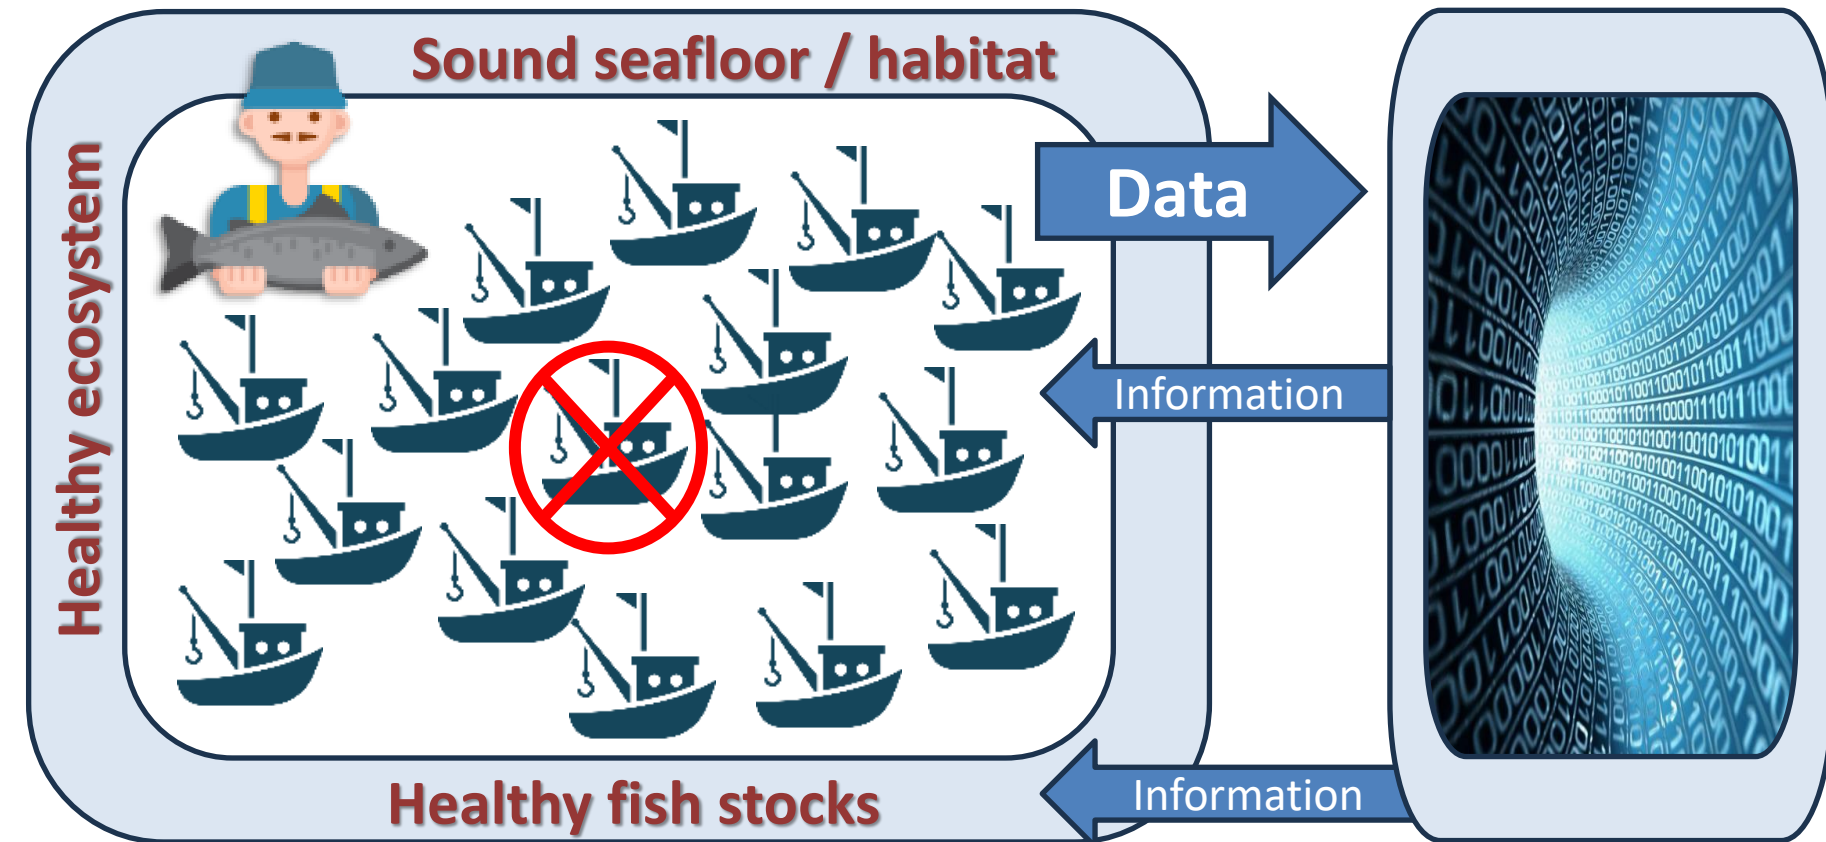 Sound seafloor / habitat
Healthy ecosystem
Data
Information
Information
Healthy fish stocks